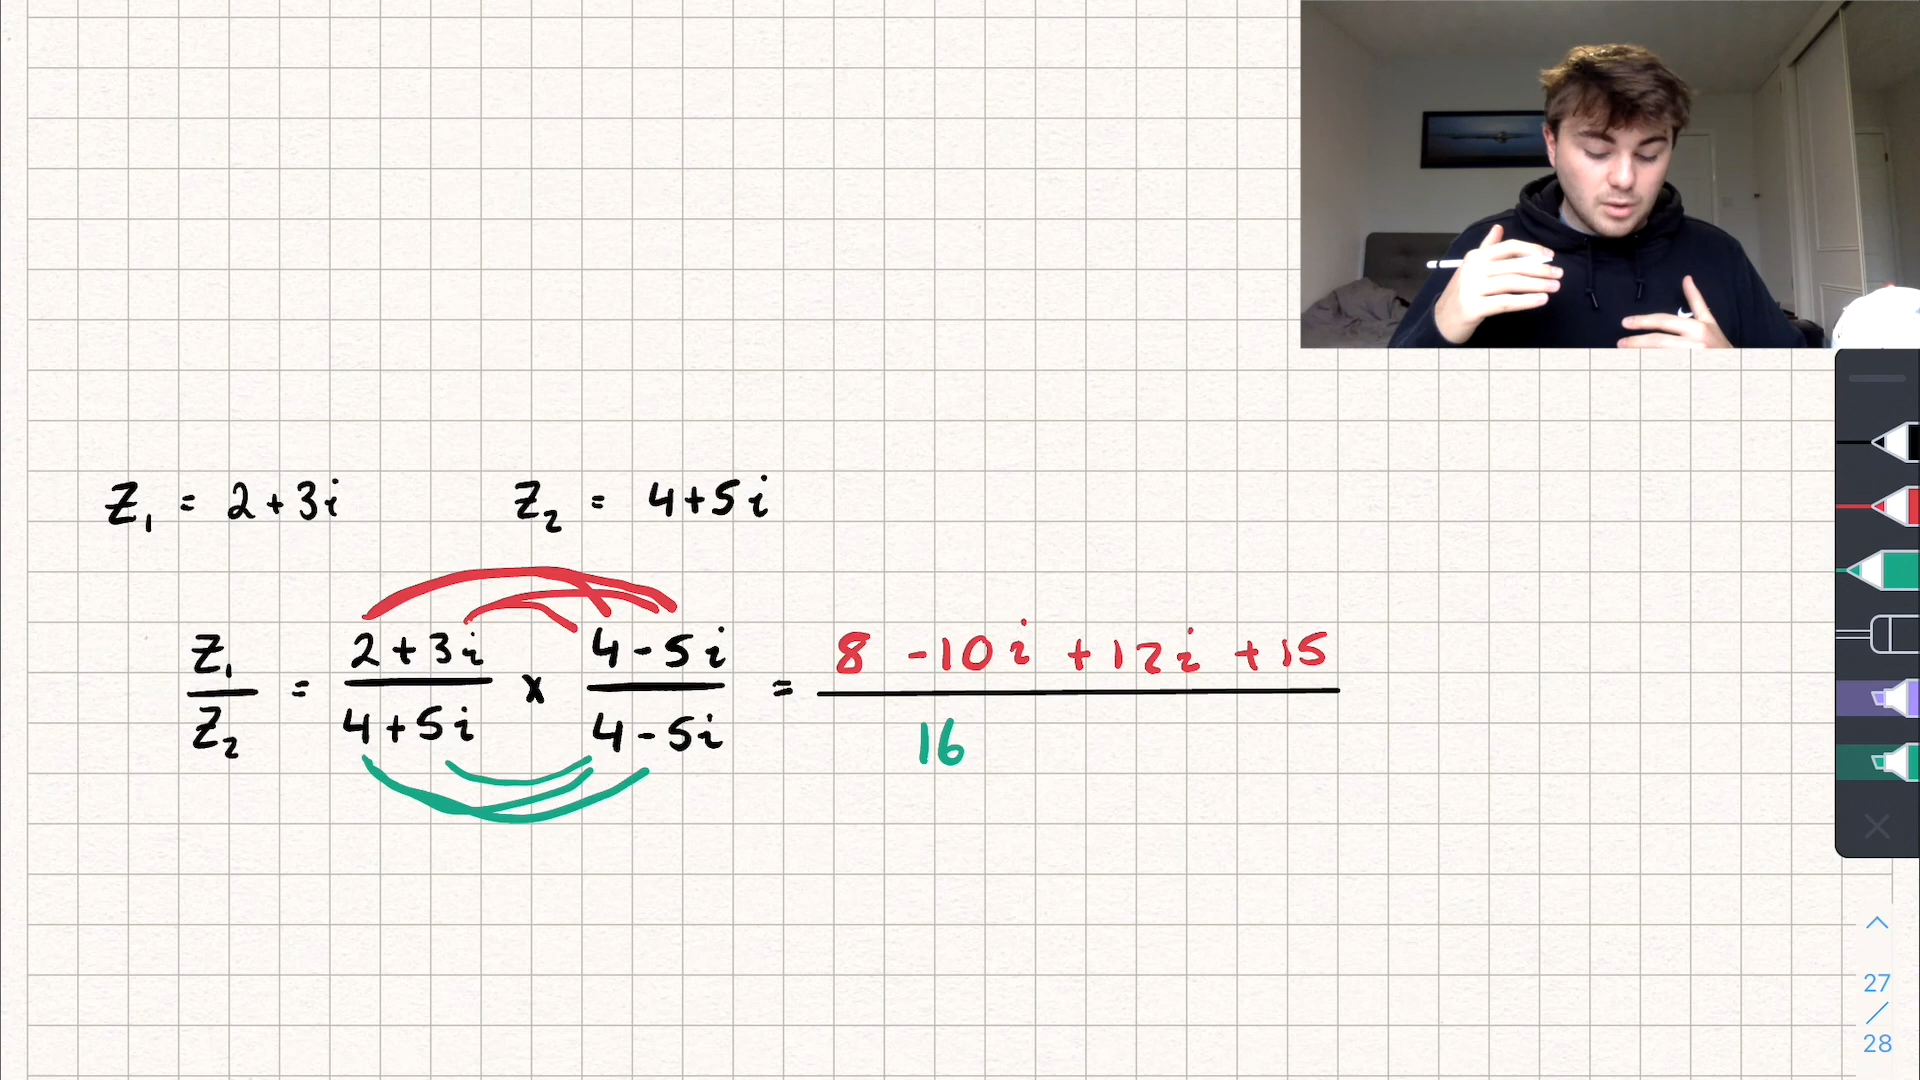 Z₁ = 2+3i Z₂ = 4+5i
Z₁/Z₂ = 2+3i/4+5i x 4-5i/4-5i = 8 -10i +12i +15/16
27
/
28